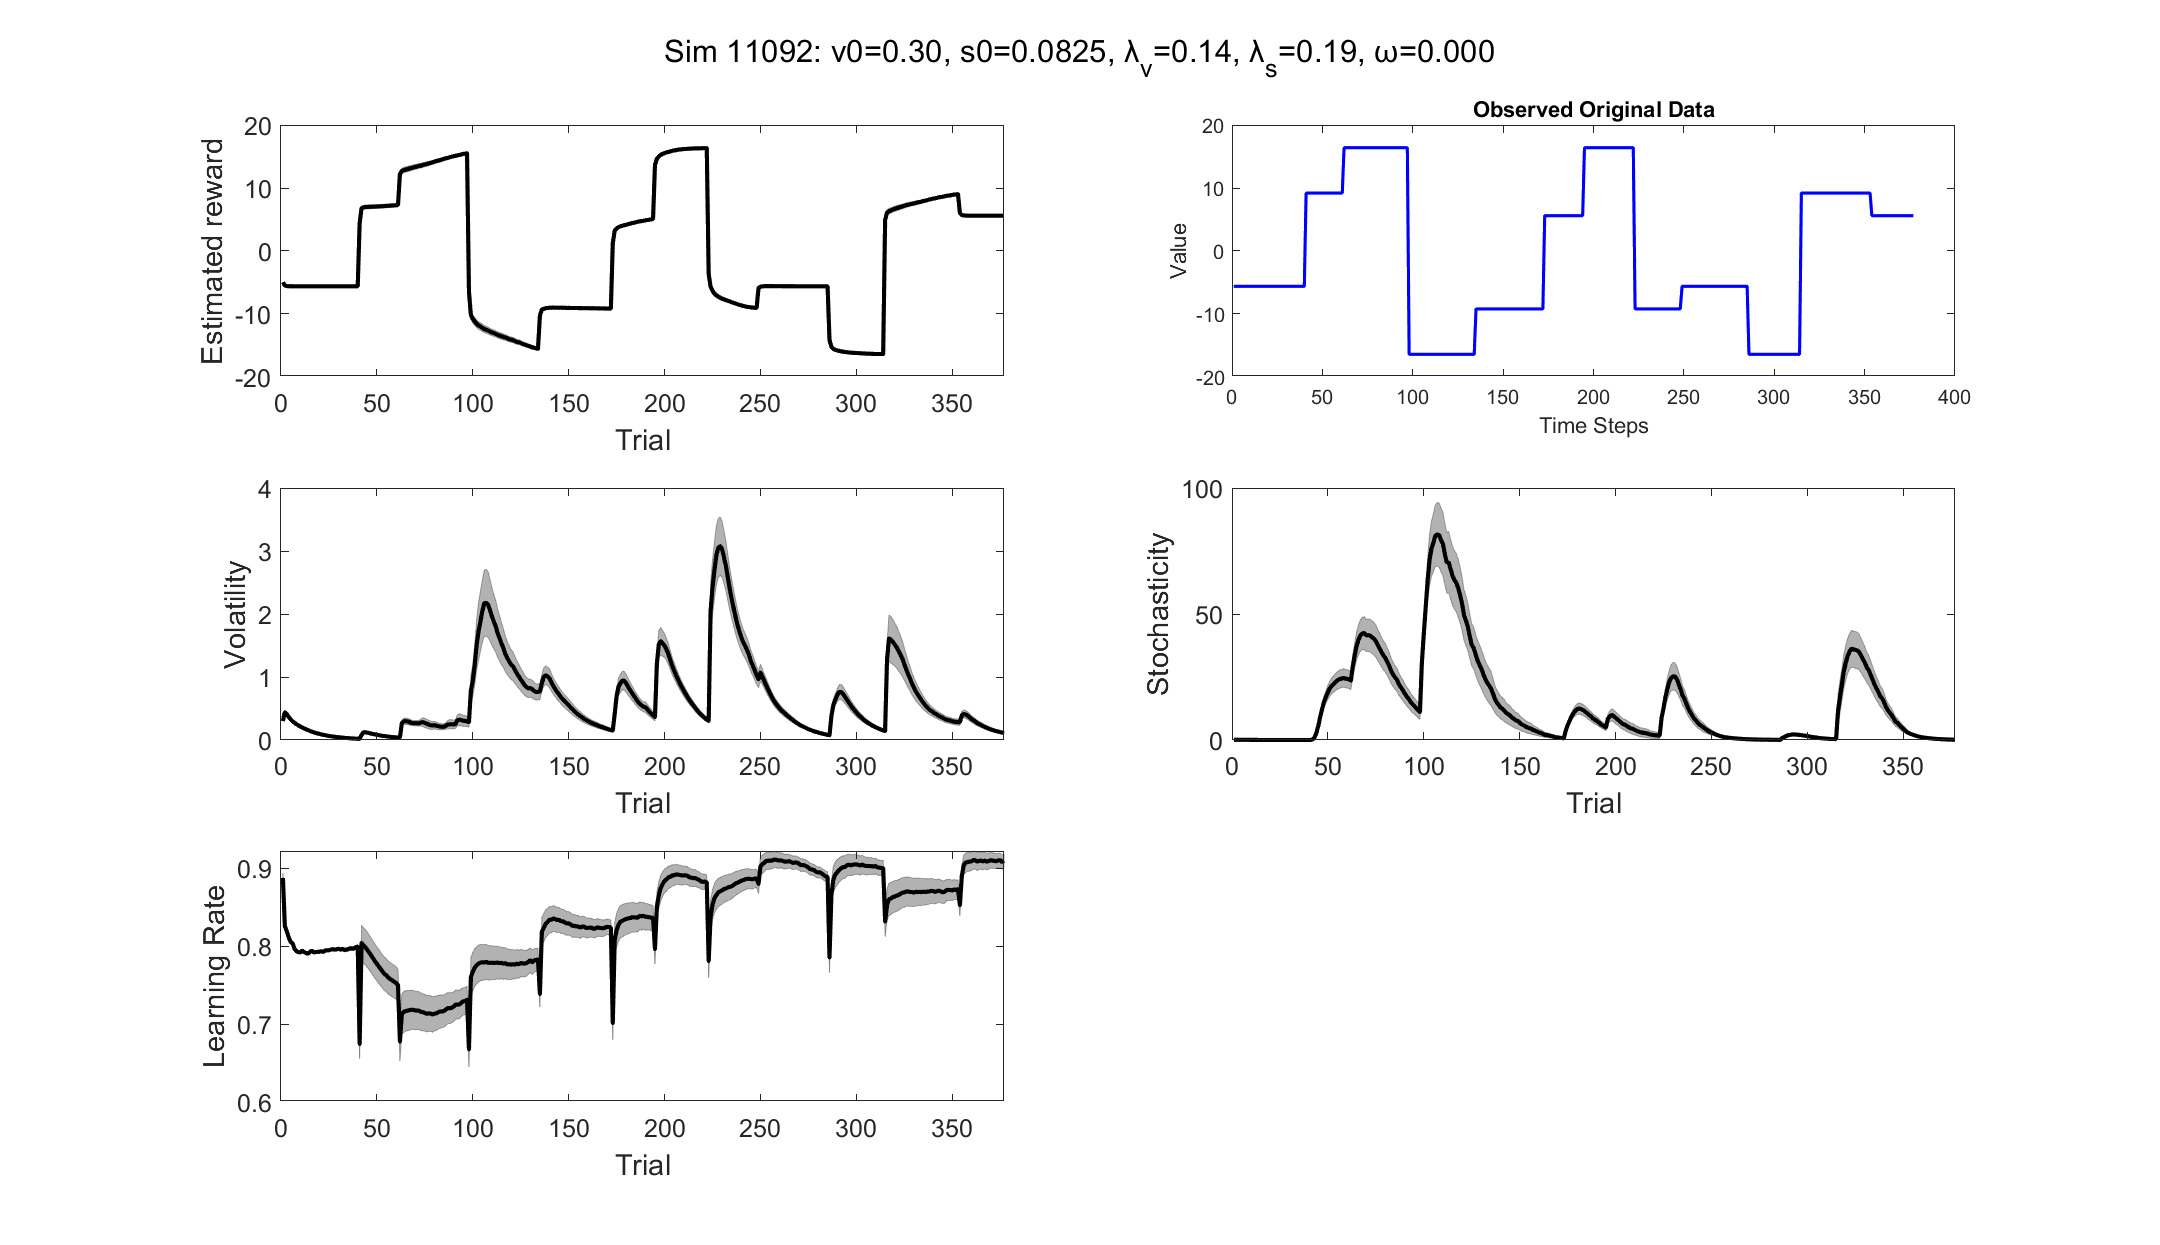 Sim 11092: v0=0.30, s0=0.0825, λ_v=0.14, λ_s=0.19, ω=0.000
Estimated reward
20
10
0
-10
-20
0 50 100 150 200 250 300 350
Trial
Observed Original Data
Value
20
10
0
-10
-20
0 50 100 150 200 250 300 350 400
Time Steps
Volatility
4
3
2
1
0
0 50 100 150 200 250 300 350
Trial
Stochasticity
100
50
0
0 50 100 150 200 250 300 350
Trial
Learning Rate
0.9
0.8
0.7
0.6
0 50 100 150 200 250 300 350
Trial